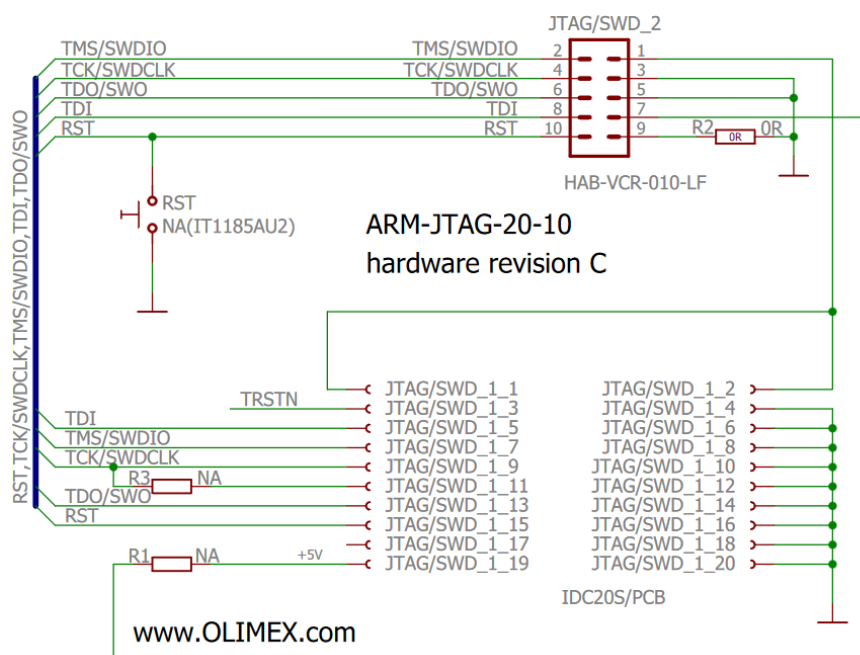 JTAG/SWD_2
TMS/SWDIO TMS/SWDIO 2 1
TCK/SWDCLK TCK/SWDCLK 4 3
TDO/SWO TDO/SWO 6 5
TDI TDI 8 7
RST RST 10 9 R2 0R 0R
HAB-VCR-010-LF
RST
NA(IT1185AU2)
ARM-JTAG-20-10
hardware revision C
RST,TCK/SWDCLK,TMS/SWDIO,TDI,TDO/SWO
JTAG/SWD_1_1 JTAG/SWD_1_2
TRSTN JTAG/SWD_1_3 JTAG/SWD_1_4
TDI JTAG/SWD_1_5 JTAG/SWD_1_6
TMS/SWDIO JTAG/SWD_1_7 JTAG/SWD_1_8
TCK/SWDCLK JTAG/SWD_1_9 JTAG/SWD_1_10
R3 NA JTAG/SWD_1_11 JTAG/SWD_1_12
TDO/SWO JTAG/SWD_1_13 JTAG/SWD_1_14
RST JTAG/SWD_1_15 JTAG/SWD_1_16
JTAG/SWD_1_17 JTAG/SWD_1_18
R1 NA +5V JTAG/SWD_1_19 JTAG/SWD_1_20
IDC20S/PCB
www.OLIMEX.com